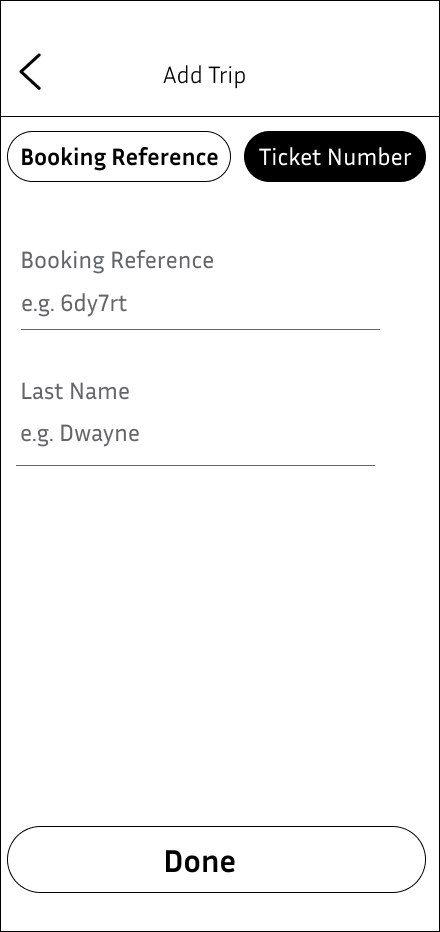 Add Trip
Booking Reference
Ticket Number
Booking Reference
e.g. 6dy7rt
Last Name
e.g. Dwayne
Done